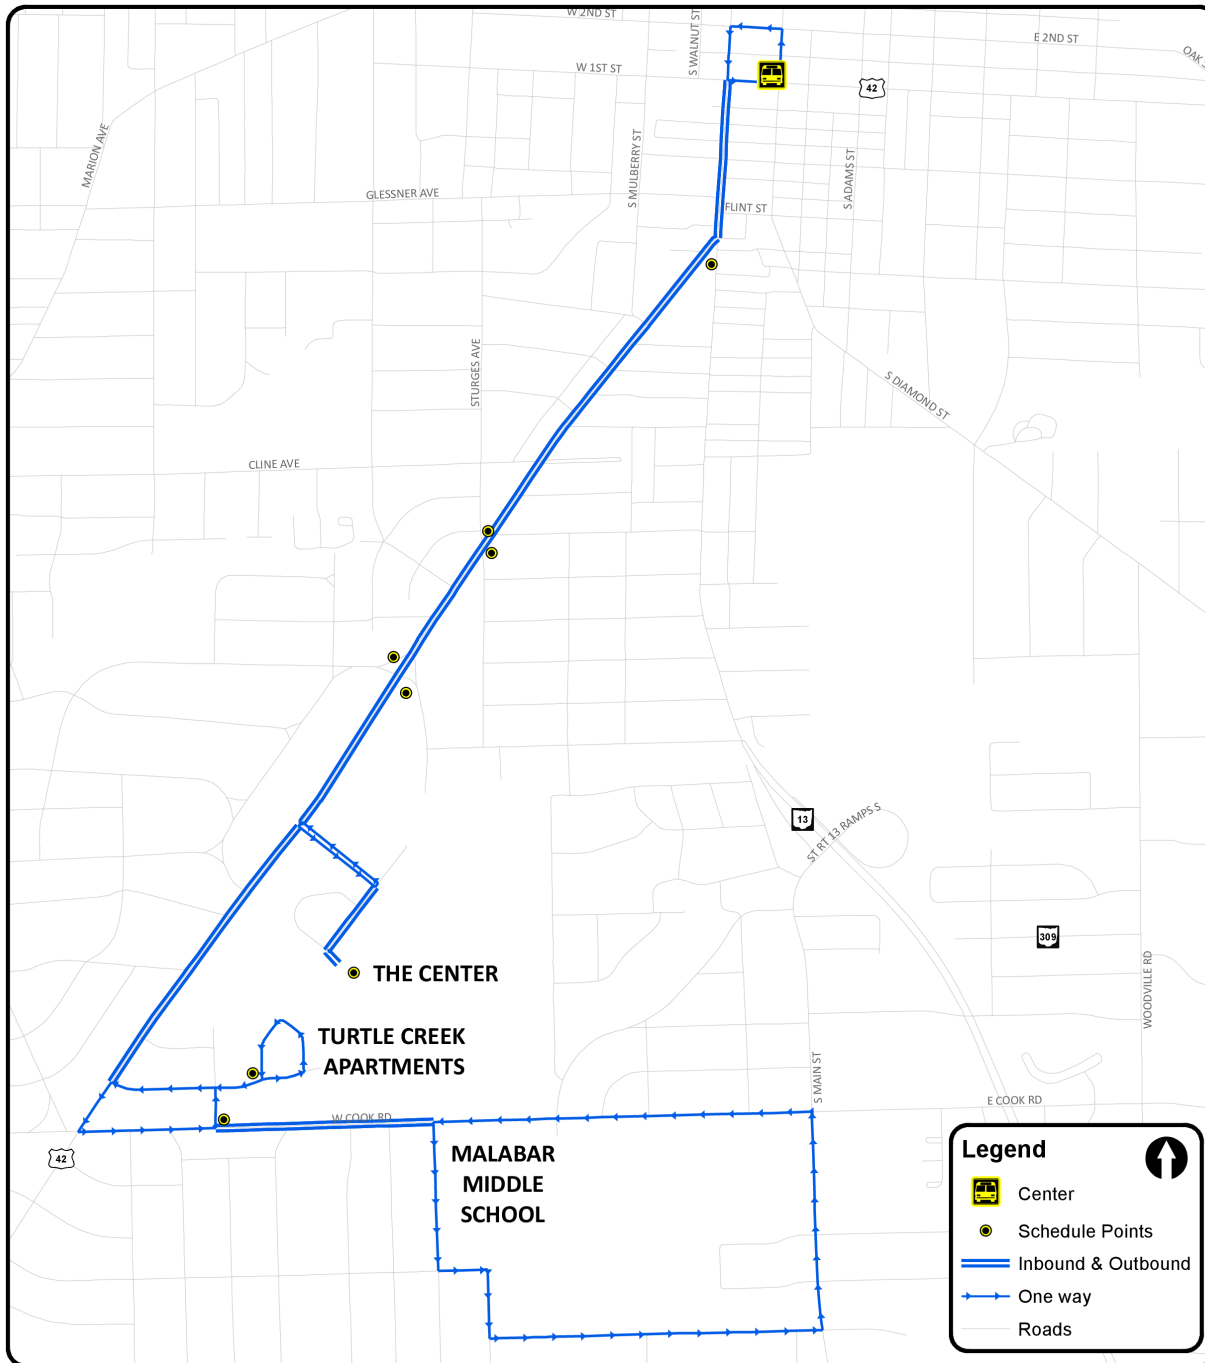 W 2ND ST
S WALNUT ST
E 2ND ST
W 1ST ST
42
MARION AVE
S MULBERRY ST
S ADAMS ST
GLESSNER AVE
FLINT ST
STURGES AVE
S DIAMOND ST
CLINE AVE
13
ST RT 13 RAMPS S
309
WOODVILLE RD
THE CENTER
TURTLE CREEK
APARTMENTS
S MAIN ST
W COOK RD
E COOK RD
42
MALABAR
MIDDLE
SCHOOL
Legend
Center
Schedule Points
Inbound & Outbound
One way
Roads